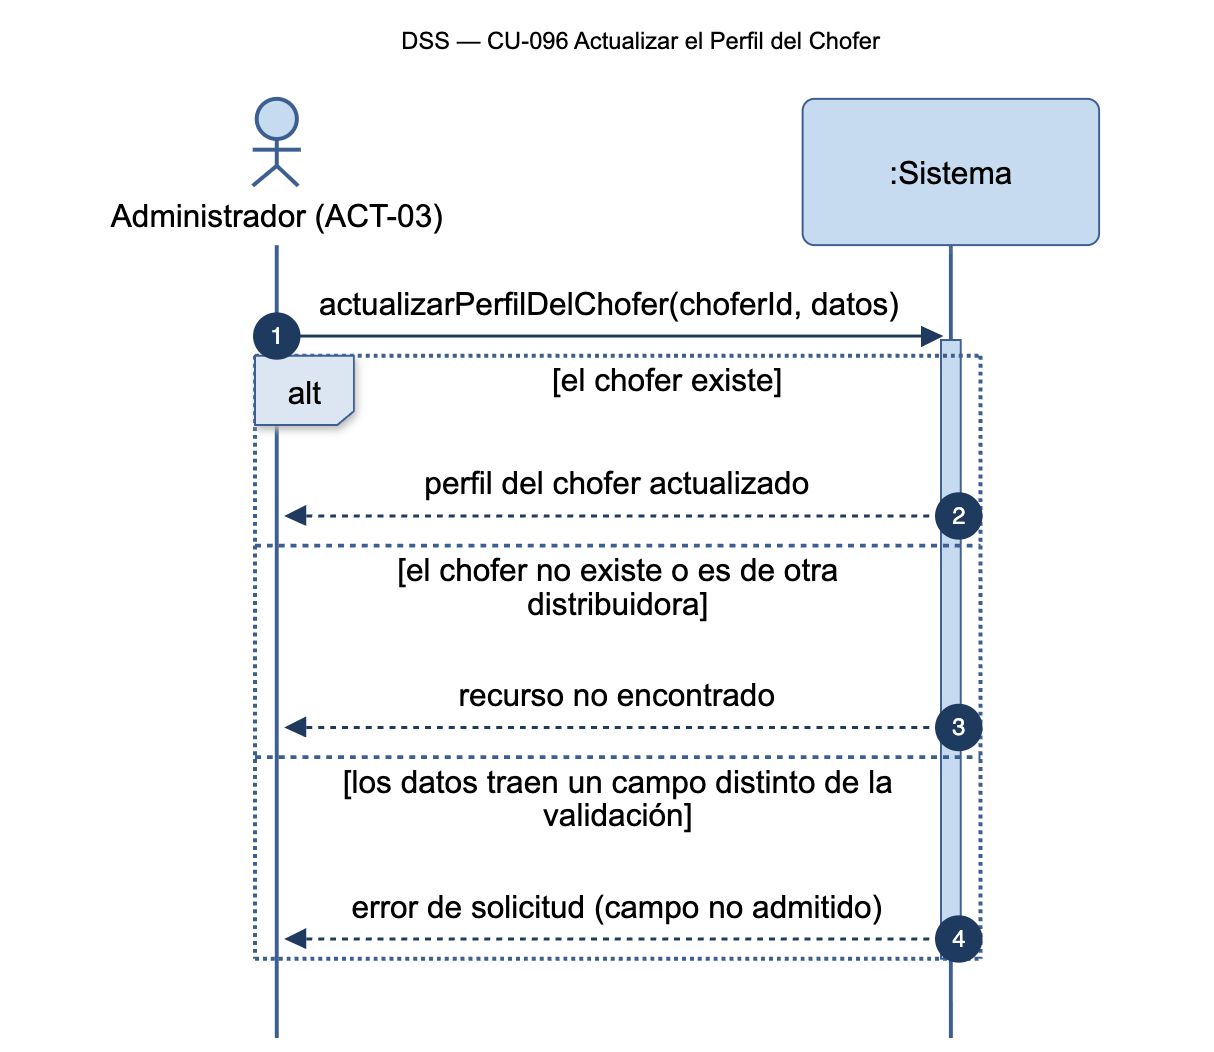 DSS — CU-096 Actualizar el Perfil del Chofer
Administrador (ACT-03)
:Sistema
actualizarPerfilDelChofer(choferId, datos)
1
alt
[el chofer existe]
perfil del chofer actualizado
2
[el chofer no existe o es de otra
distribuidora]
recurso no encontrado
3
[los datos traen un campo distinto de la
validación]
error de solicitud (campo no admitido)
4